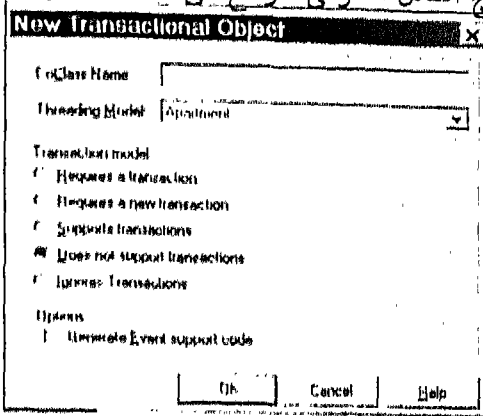 New Transactional Object
CoClass Name
Threading Model Apartment
Transaction model
Requires a transaction
Requires a new transaction
Supports transactions
Does not support transactions
Ignores Transactions
Options
Generate Event support code
OK Cancel Help